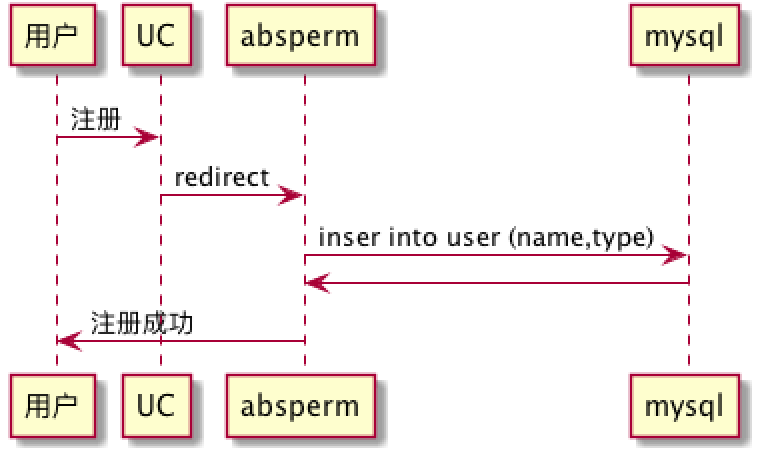 用户 UC absperm mysql
注册
redirect
inser into user (name,type)
注册成功
用户 UC absperm mysql